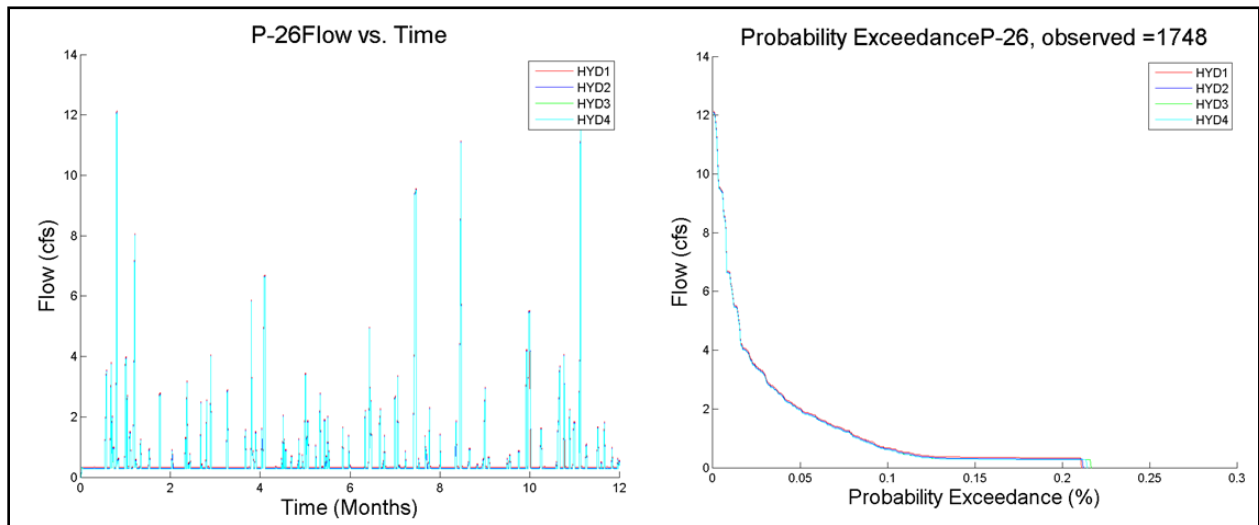 P-26Flow vs. Time
14
12
10
8
6
4
2
0
Flow (cfs)
HYD1
HYD2
HYD3
HYD4
0 2 4 6 8 10 12
Time (Months)
Probability ExceedanceP-26, observed =1748
14
12
10
8
6
4
2
0
Flow (cfs)
HYD1
HYD2
HYD3
HYD4
0 0.05 0.1 0.15 0.2 0.25 0.3
Probability Exceedance (%)